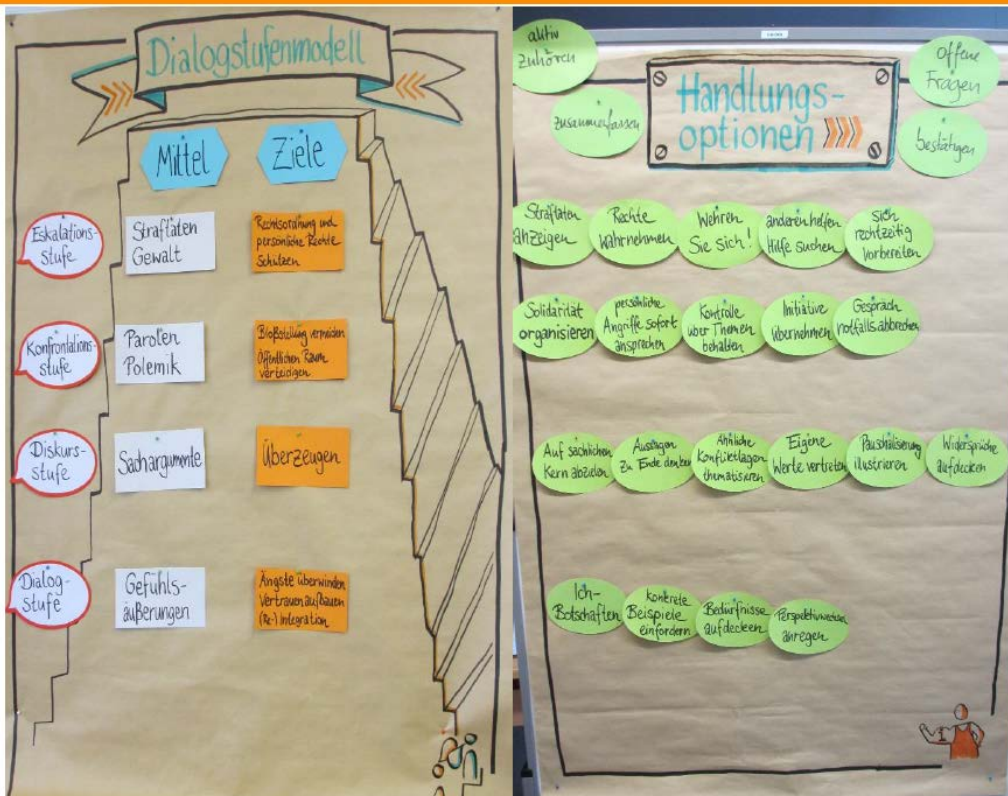 Dialogstufenmodell
Mittel
Ziele
Eskalations-
stufe
Straftaten
Gewalt
Rechtsordnung und
persönliche Rechte
Schützen
Konfrontations-
stufe
Parolen
Polemik
Bloßstellung vermeiden
Öffentlichen Raum
verteidigen
Diskurs-
stufe
Sachargumente
Überzeugen
Dialog-
stufe
Gefühls-
äußerungen
Ängste überwinden
Vertrauen aufbauen
(Re-) Integration
aktiv
zuhören
zusammenfassen
Handlungs-
optionen
Offene
Fragen
bestätigen
Straftaten
anzeigen
Rechte
Wahrnehmen
Wehren
Sie sich!
anderen helfen
Hilfe suchen
Sich
rechtzeitig
Vorbereiten
Solidarität
organisieren
persönliche
Angriffe sofort
ansprechen
Kontrolle
über Themen
behalten
Initiative
übernehmen
Gespräch
notfalls abbrechen
Auf sachlichen
Kern abzielen
Aussagen
zu Ende denken
Ähnliche
Konfliktlagen
thematisieren
Eigene
Werte vertreten
Pauschalisierung
illustrieren
Widersprüche
aufdecken
Ich-
Botschaften
konkrete
Beispiele
einfordern
Bedürfnisse
aufdecken
Perspektivwechsel
anregen